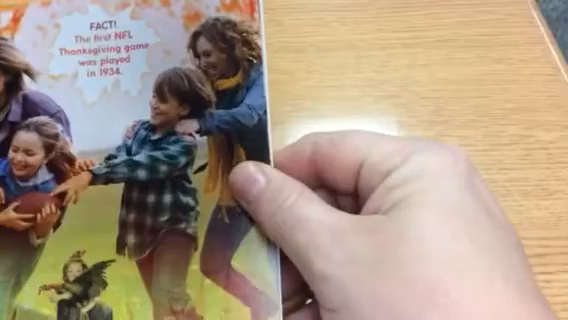 FACT!
The first NFL
Thanksgiving game
was played
in 1934.